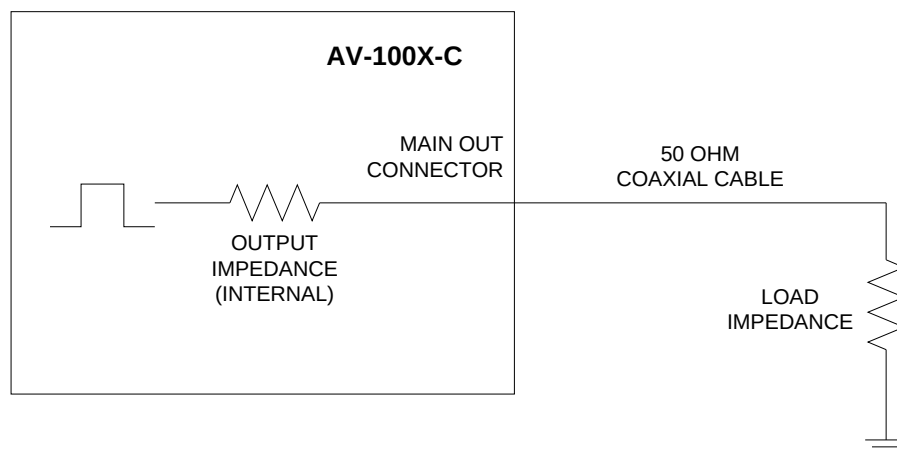 AV-100X-C
MAIN OUT
CONNECTOR
50 OHM
COAXIAL CABLE
OUTPUT
IMPEDANCE
(INTERNAL)
LOAD
IMPEDANCE